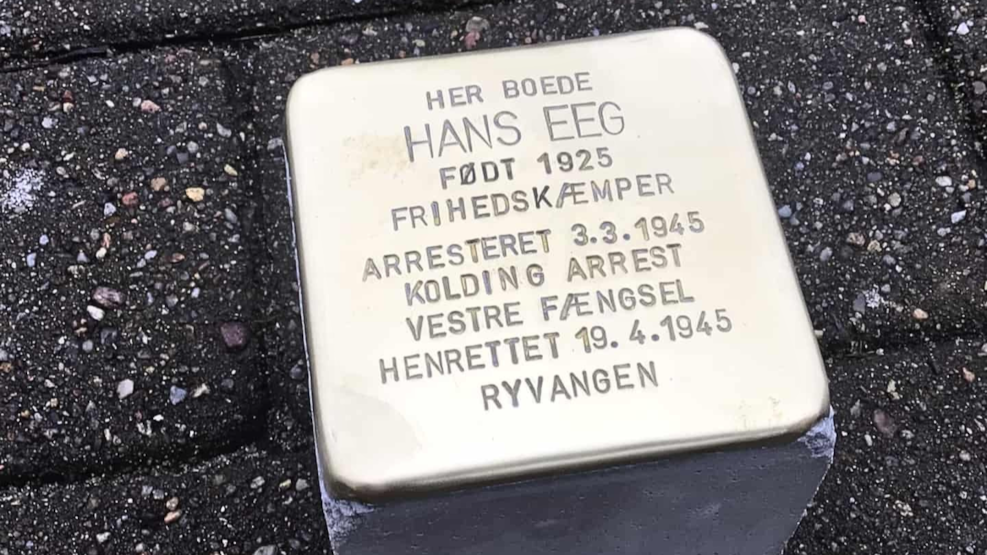 HER BOEDE
HANS EEG
FØDT 1925
FRIHEDSKÆMPER
ARRESTERET 3.3.1945
KOLDING ARREST
VESTRE FÆNGSEL
HENRETTET 19.4.1945
RYVANGEN